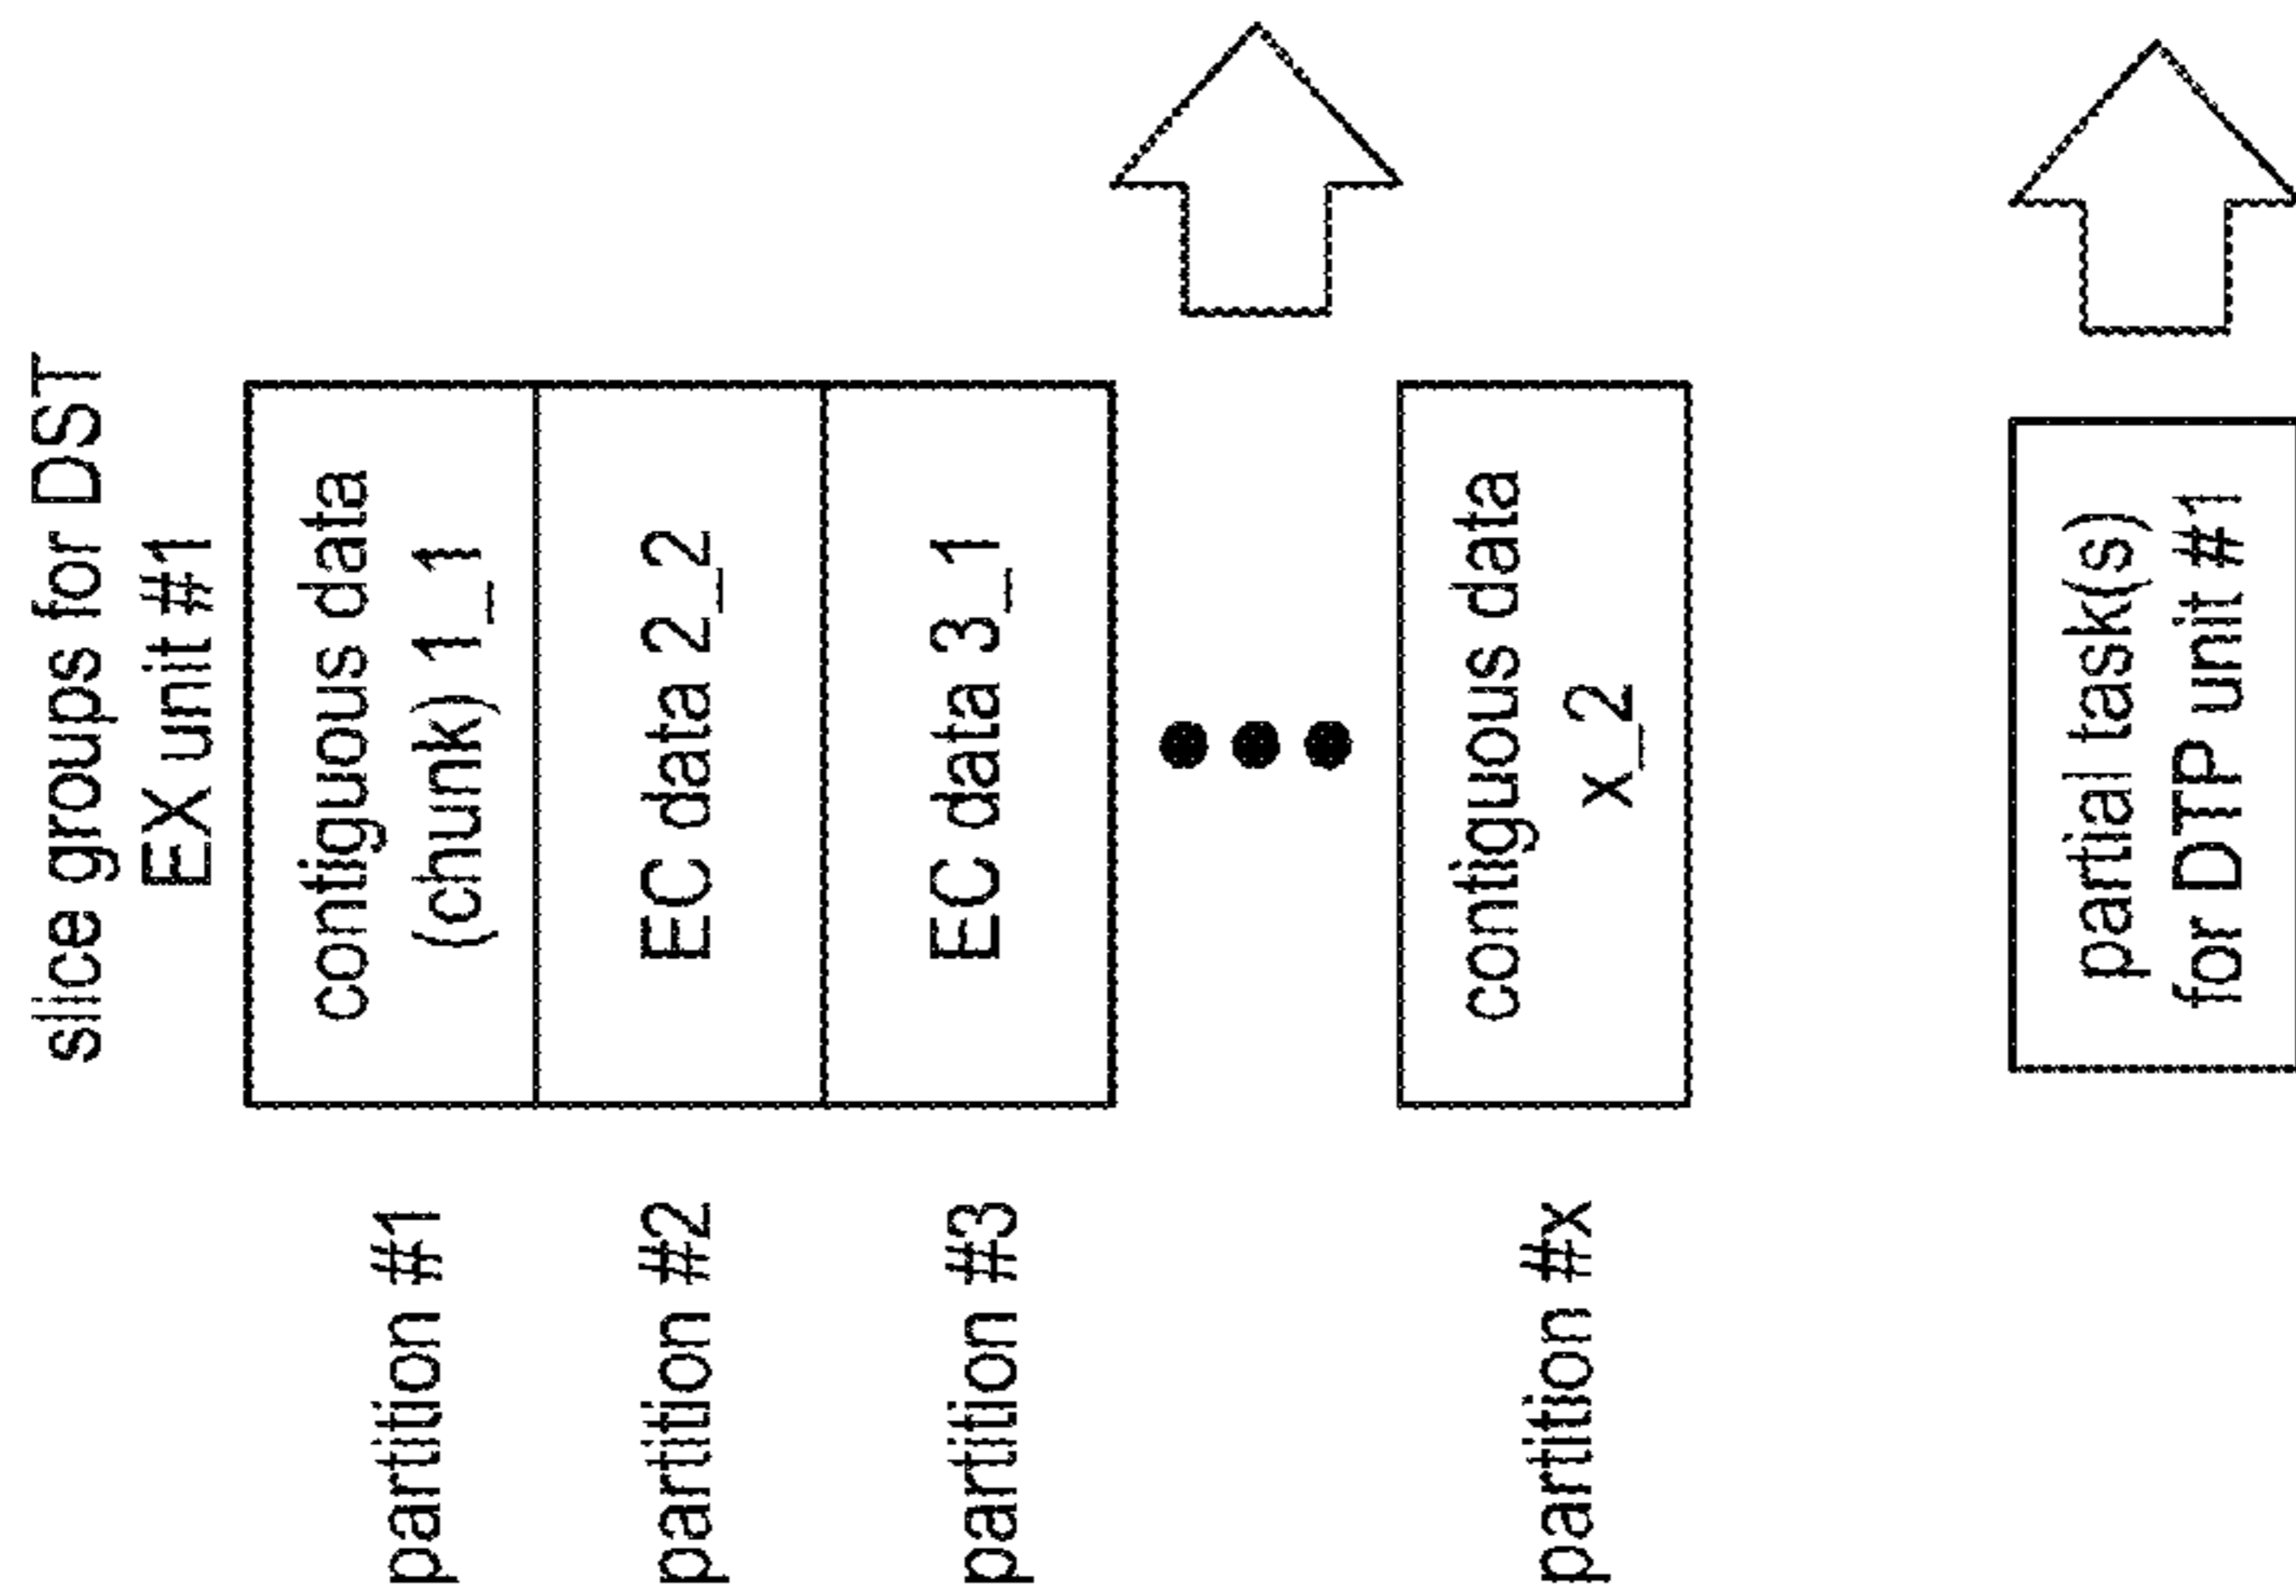 slice groups for DST
EX unit #1
partition #1
contiguous data
(chunk) 1_1
partition #2
EC data 2_2
partition #3
EC data 3_1
partition #x
contiguous data
x_2
partial task(s)
for DTP unit #1